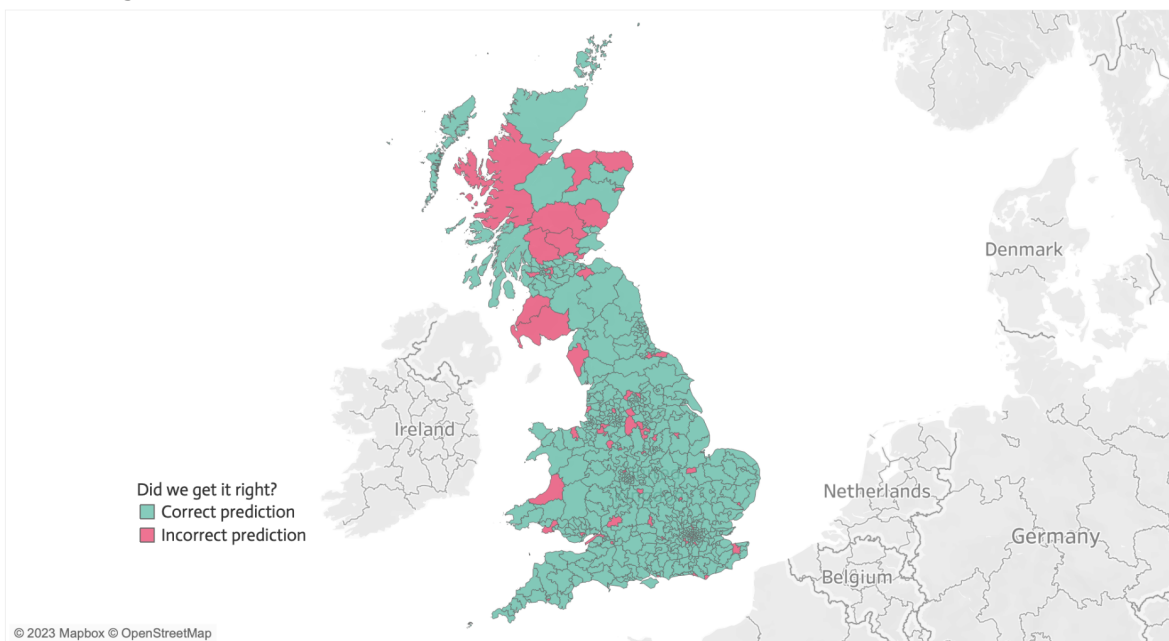 Denmark
Ireland
Did we get it right?
Correct prediction
Incorrect prediction
Netherlands
Germany
Belgium
© 2023 Mapbox © OpenStreetMap